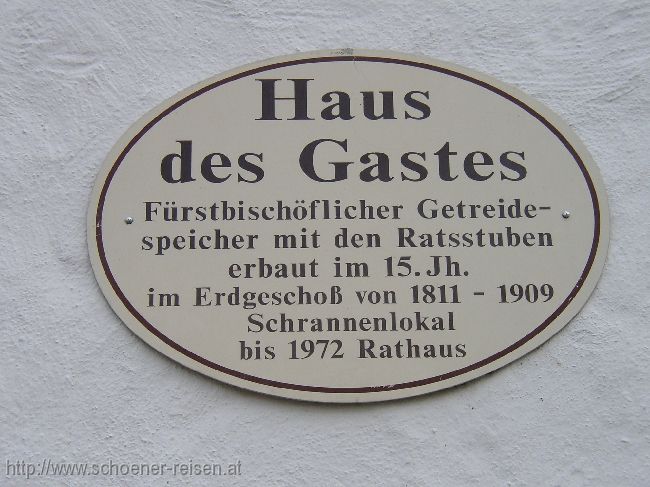 Haus
des Gastes
Fürstbischöflicher Getreide-
speicher mit den Ratsstuben
erbaut im 15. Jh.
im Erdgeschoß von 1811 - 1909
Schrannenlokal
bis 1972 Rathaus
http://www.schoener-reisen.at